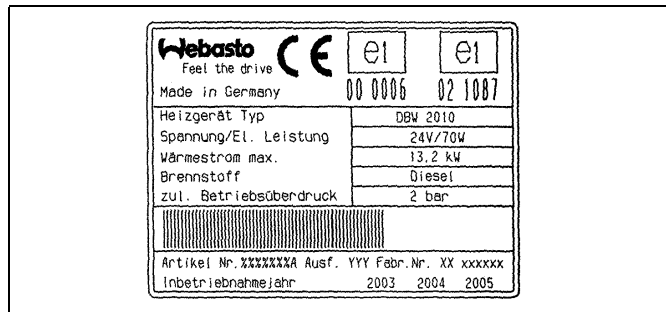 Webasto CE e1 e1
Feel the drive
Made in Germany 00 0006 02 1087
Heizgerät Typ DBW 2010
Spannung/El. Leistung 24V/70W
Wärmestrom max. 13,2 kW
Brennstoff Diesel
zul. Betriebsüberdruck 2 bar
Artikel Nr.%%%%%%%A Ausf. YYY Fabr.Nr. XX xxxxxx
Inbetriebnahmejahr 2003 2004 2005